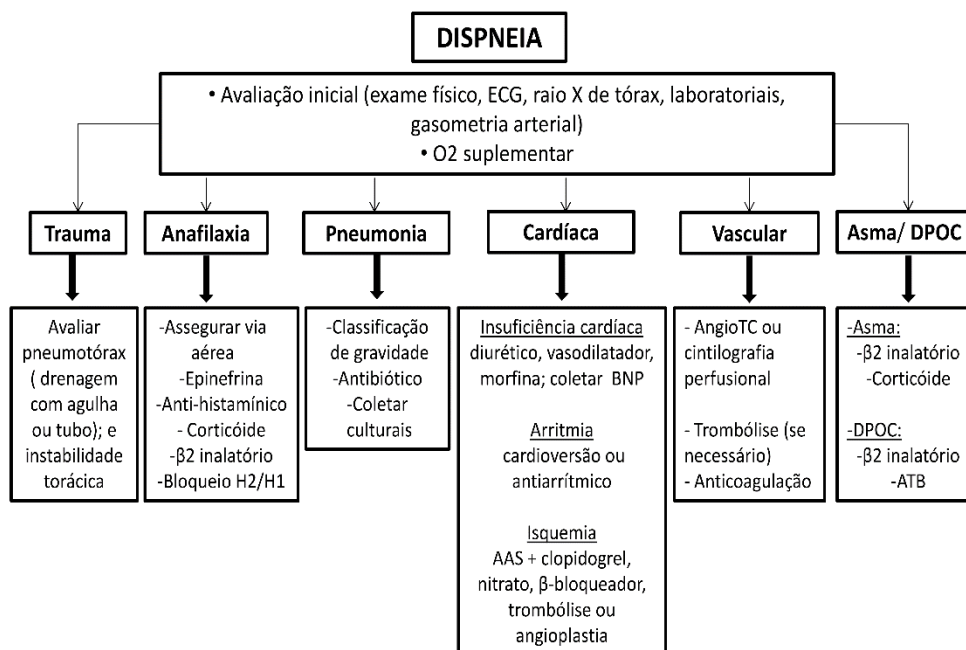 DISPNEIA
• Avaliação inicial (exame físico, ECG, raio X de tórax, laboratoriais,
gasometria arterial)
• O2 suplementar
Trauma
Anafilaxia
Pneumonia
Cardíaca
Vascular
Asma/ DPOC
Avaliar
pneumotórax
( drenagem
com agulha
ou tubo); e
instabilidade
torácica
-Assegurar via
aérea
-Epinefrina
-Anti-histamínico
- Corticóide
-β2 inalatório
-Bloqueio H2/H1
-Classificação
de gravidade
-Antibiótico
-Coletar
culturais
Insuficiência cardíaca
diurético, vasodilatador,
morfina; coletar BNP
Arritmia
cardioversão ou
antiarrítmico
Isquemia
AAS + clopidogrel,
nitrato, β-bloqueador,
trombólise ou
angioplastia
- AngioTC ou
cintilografia
perfusional
- Trombólise (se
necessário)
- Anticoagulação
-Asma:
-β2 inalatório
-Corticóide
-DPOC:
-β2 inalatório
-ATB